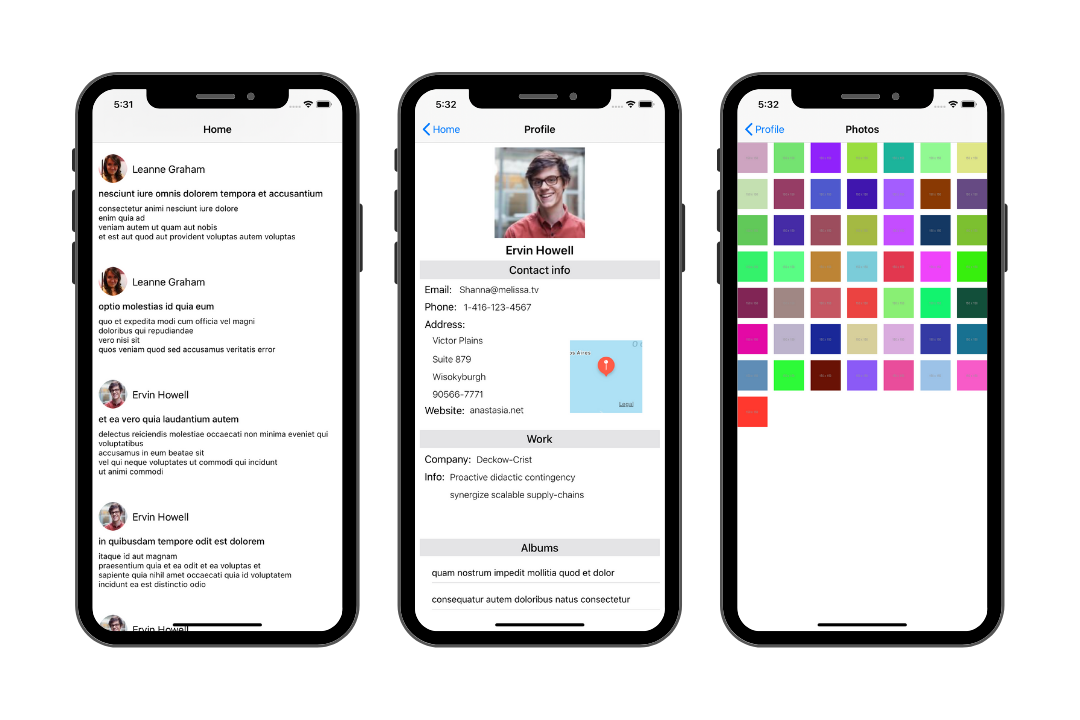 5:31
Home
Leanne Graham
nesciunt iure omnis dolorem tempora et accusantium
consectetur animi nesciunt iure dolore
enim quia ad
veniam autem ut quam aut nobis
et est aut quod aut provident voluptas autem voluptas
Leanne Graham
optio molestias id quia eum
quo et expedita modi cum officia vel magni
doloribus qui repudiandae
vero nisi sit
quos veniam quod sed accusamus veritatis error
Ervin Howell
et ea vero quia laudantium autem
delectus reiciendis molestiae occaecati non minima eveniet qui
voluptatibus
accusamus in eum beatae sit
vel qui neque voluptates ut commodi qui incidunt
ut animi commodi
Ervin Howell
in quibusdam tempore odit est dolorem
itaque id aut magnam
praesentium quia et ea odit et ea voluptas et
sapiente quia nihil amet occaecati quia id voluptatem
incidunt ea est distinctio odio
Ervin Howell
5:32
Home
Profile
Ervin Howell
Contact info
Email: Shanna@melissa.tv
Phone: 1-416-123-4567
Address:
Victor Plains
Suite 879
Wisokyburgh
90566-7771
os Aires
Legal
Website: anastasia.net
Work
Company: Deckow-Crist
Info: Proactive didactic contingency
synergize scalable supply-chains
Albums
quam nostrum impedit mollitia quod et dolor
consequatur autem doloribus natus consectetur
5:32
Profile
Photos